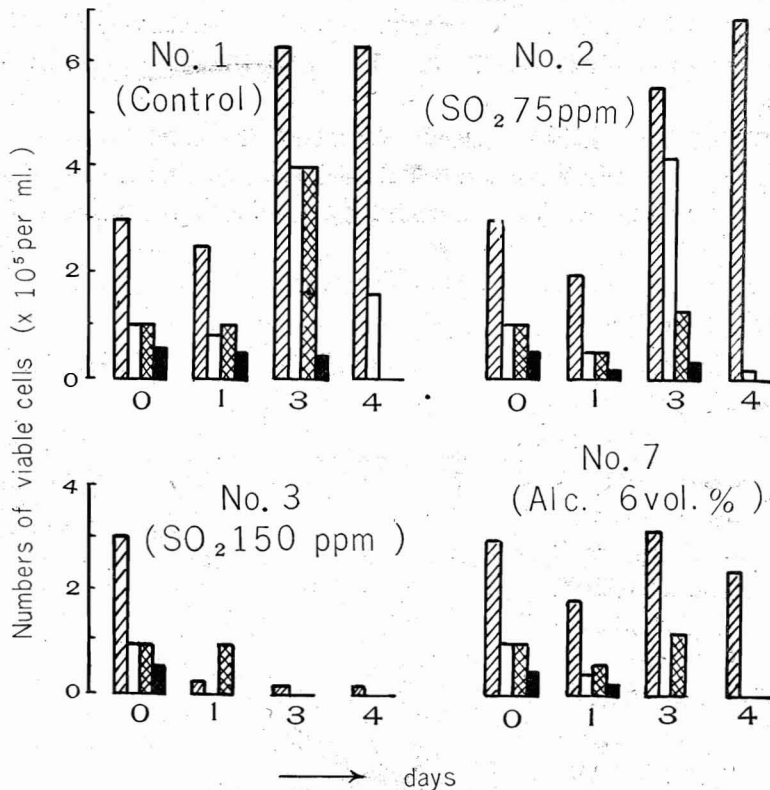 Numbers of viable cells (x 10⁵ per ml.)
6
4
2
0
No. 1
(Control)
0 1 3 4
No. 2
(SO₂ 75ppm)
0 1 3 4
4
2
0
No. 3
(SO₂ 150 ppm )
0 1 3 4
No. 7
(Alc. 6vol.% )
0 1 3 4
→ days